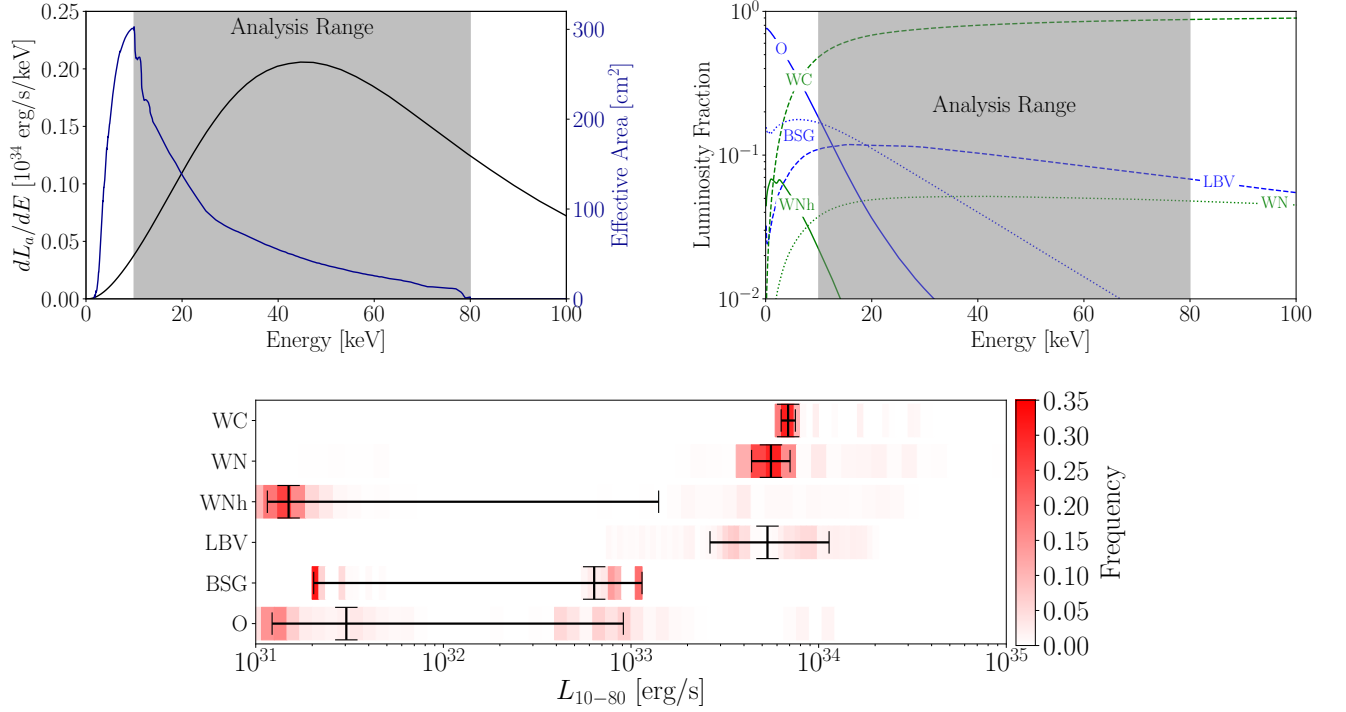 0.25
0.20
0.15
0.10
0.05
0.00
dL_a/dE [10^34 erg/s/keV]
Analysis Range
300
200
100
0
Effective Area [cm^2]
0 20 40 60 80 100
Energy [keV]
10^0
10^−1
10^−2
Luminosity Fraction
O
WC
BSG
WNh
Analysis Range
LBV
WN
0 20 40 60 80 100
Energy [keV]
WC
WN
WNh
LBV
BSG
O
10^31 10^32 10^33 10^34 10^35
L_10−80 [erg/s]
0.35
0.30
0.25
0.20
0.15
0.10
0.05
0.00
Frequency